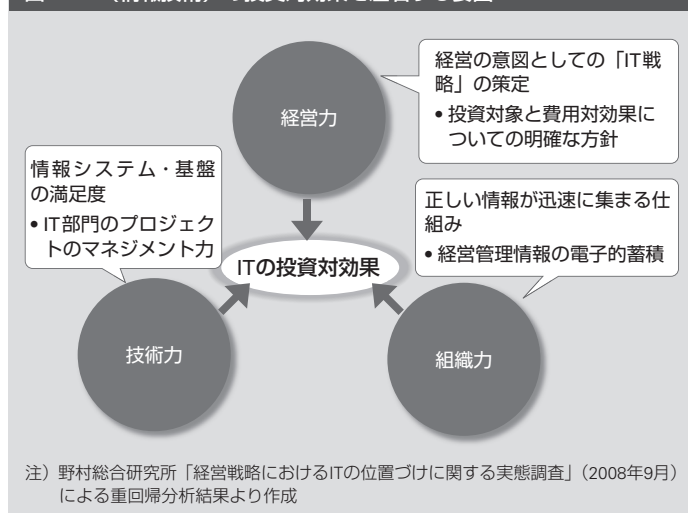 経営力
経営の意図としての「IT戦
略」の策定
•投資対象と費用対効果に
ついての明確な方針
情報システム・基盤
の満足度
•IT部門のプロジェク
トのマネジメント力
正しい情報が迅速に集まる仕
組み
•経営管理情報の電子的蓄積
ITの投資対効果
技術力
組織力
注）野村総合研究所「経営戦略におけるITの位置づけに関する実態調査」（2008年9月）
による重回帰分析結果より作成